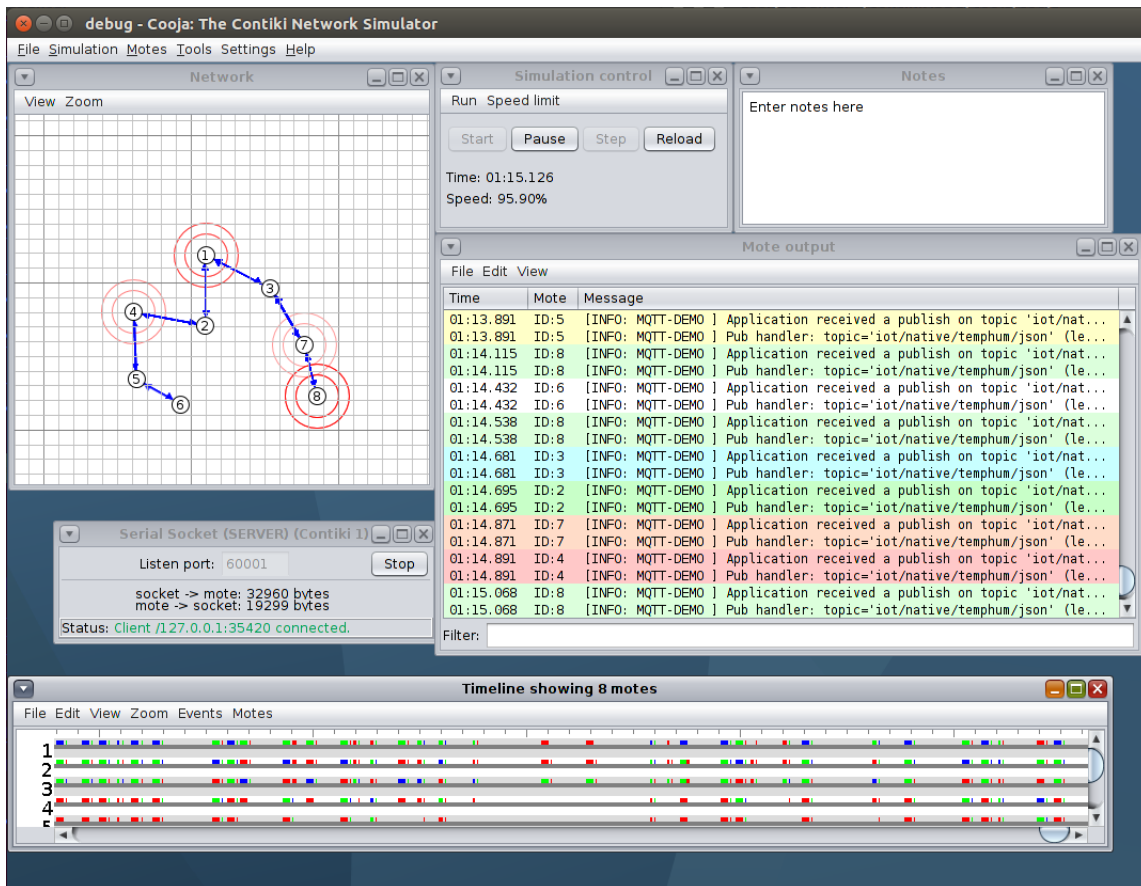 debug - Cooja: The Contiki Network Simulator
File Simulation Motes Tools Settings Help
Network
View Zoom
1
3
4
2
7
5
8
6
Simulation control
Run Speed limit
Start Pause Step Reload
Time: 01:15.126
Speed: 95.90%
Notes
Enter notes here
Mote output
File Edit View
Time Mote Message
01:13.891 ID:5 [INFO: MQTT-DEMO ] Application received a publish on topic 'iot/nat...
01:13.891 ID:5 [INFO: MQTT-DEMO ] Pub handler: topic='iot/native/temphum/json' (le...
01:14.115 ID:8 [INFO: MQTT-DEMO ] Application received a publish on topic 'iot/nat...
01:14.115 ID:8 [INFO: MQTT-DEMO ] Pub handler: topic='iot/native/temphum/json' (le...
01:14.432 ID:6 [INFO: MQTT-DEMO ] Application received a publish on topic 'iot/nat...
01:14.432 ID:6 [INFO: MQTT-DEMO ] Pub handler: topic='iot/native/temphum/json' (le...
01:14.538 ID:8 [INFO: MQTT-DEMO ] Application received a publish on topic 'iot/nat...
01:14.538 ID:8 [INFO: MQTT-DEMO ] Pub handler: topic='iot/native/temphum/json' (le...
01:14.681 ID:3 [INFO: MQTT-DEMO ] Application received a publish on topic 'iot/nat...
01:14.681 ID:3 [INFO: MQTT-DEMO ] Pub handler: topic='iot/native/temphum/json' (le...
01:14.695 ID:2 [INFO: MQTT-DEMO ] Application received a publish on topic 'iot/nat...
01:14.695 ID:2 [INFO: MQTT-DEMO ] Pub handler: topic='iot/native/temphum/json' (le...
01:14.871 ID:7 [INFO: MQTT-DEMO ] Application received a publish on topic 'iot/nat...
01:14.871 ID:7 [INFO: MQTT-DEMO ] Pub handler: topic='iot/native/temphum/json' (le...
01:14.891 ID:4 [INFO: MQTT-DEMO ] Application received a publish on topic 'iot/nat...
01:14.891 ID:4 [INFO: MQTT-DEMO ] Pub handler: topic='iot/native/temphum/json' (le...
01:15.068 ID:8 [INFO: MQTT-DEMO ] Application received a publish on topic 'iot/nat...
01:15.068 ID:8 [INFO: MQTT-DEMO ] Pub handler: topic='iot/native/temphum/json' (le...
Filter:
Serial Socket (SERVER) (Contiki 1)
Listen port: 60001 Stop
socket -> mote: 32960 bytes
mote -> socket: 19299 bytes
Status: Client /127.0.0.1:35420 connected.
Timeline showing 8 motes
File Edit View Zoom Events Motes
1
2
3
4
5